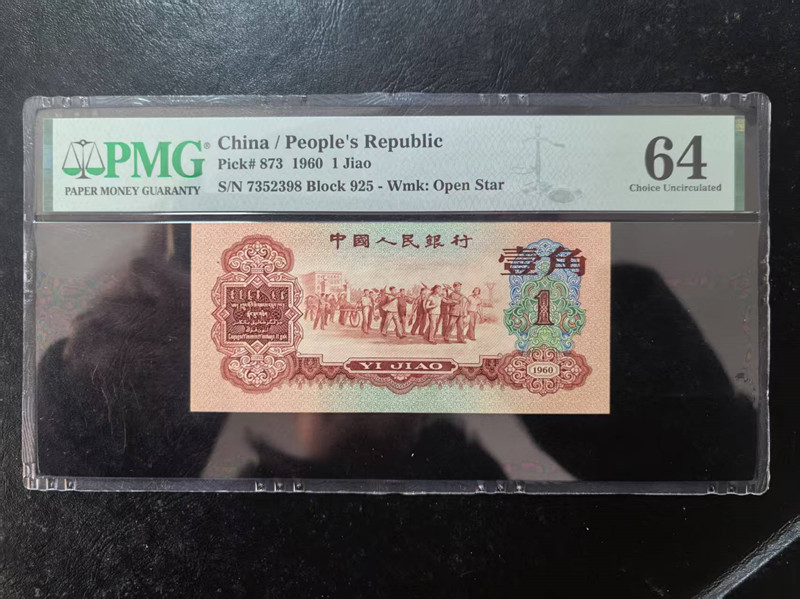 PMG
PAPER MONEY GUARANTY
China / People's Republic
Pick# 873 1960 1 Jiao
S/N 7352398 Block 925 - Wmk: Open Star
64
Choice Uncirculated
中國人民銀行
壹角
1
YI JIAO
1960